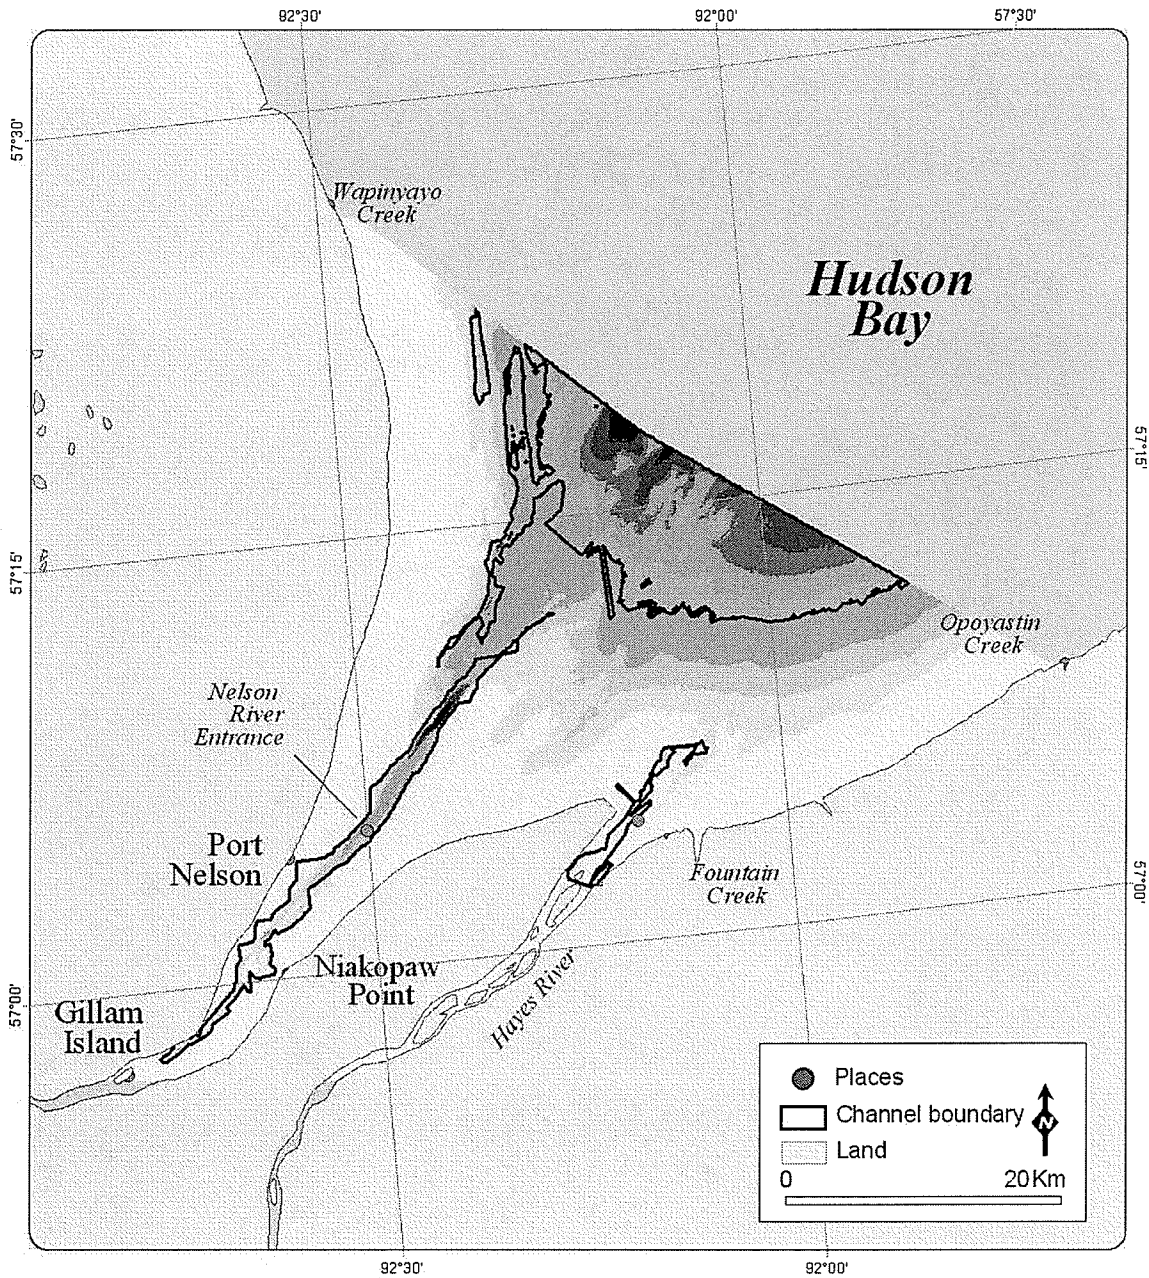 92°30'
92°00'
57°30'
57°30'
Wapinyayo
Creek
Hudson
Bay
57°15'
57°15'
Opoyastin
Creek
Nelson
River
Entrance
Port
Nelson
Fountain
Creek
57°00'
Niakopaw
Point
Hayes River
57°00'
Gillam
Island
Places
Channel boundary
N
Land
0
20 Km
92°30'
92°00'